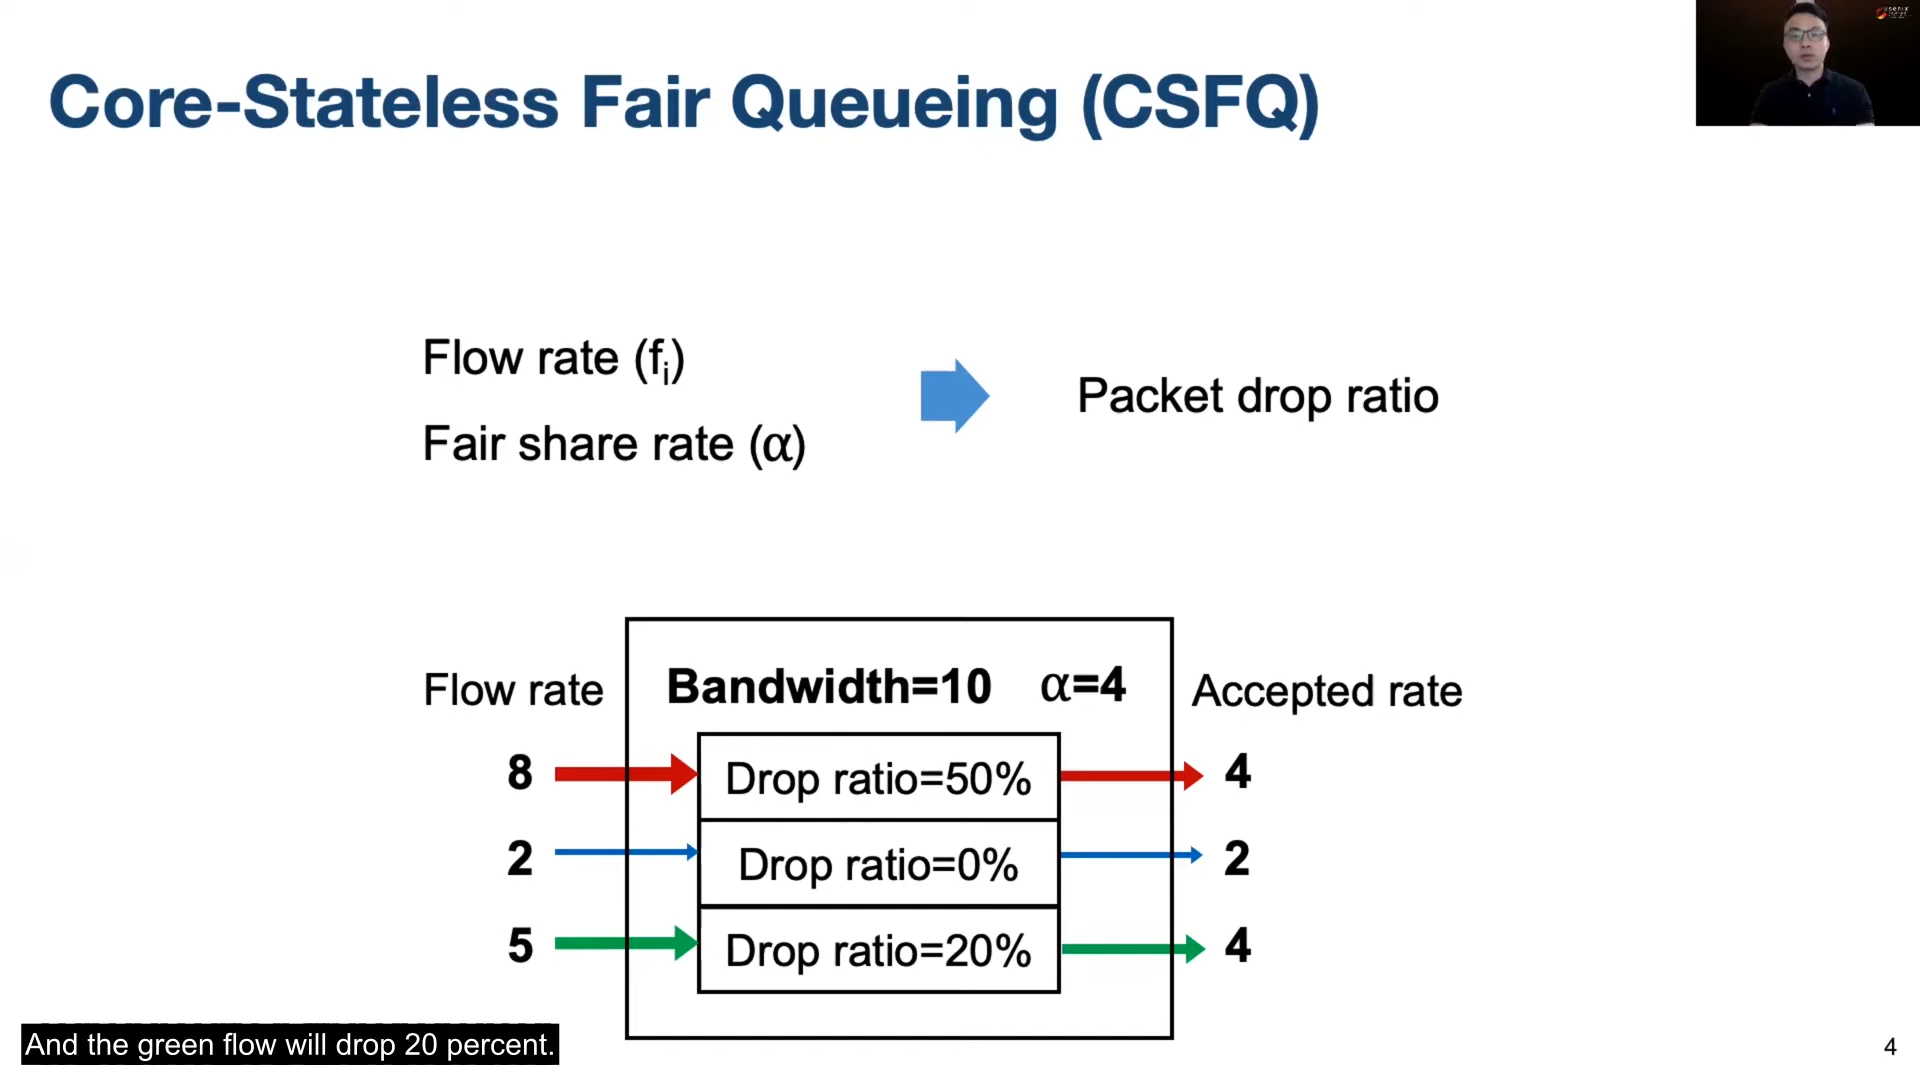 Core-Stateless Fair Queueing (CSFQ)
usenix
Flow rate (fi)
Fair share rate (α)
Packet drop ratio
Flow rate
Bandwidth=10 α=4
Accepted rate
8 Drop ratio=50% 4
2 Drop ratio=0% 2
5 Drop ratio=20% 4
And the green flow will drop 20 percent.
4